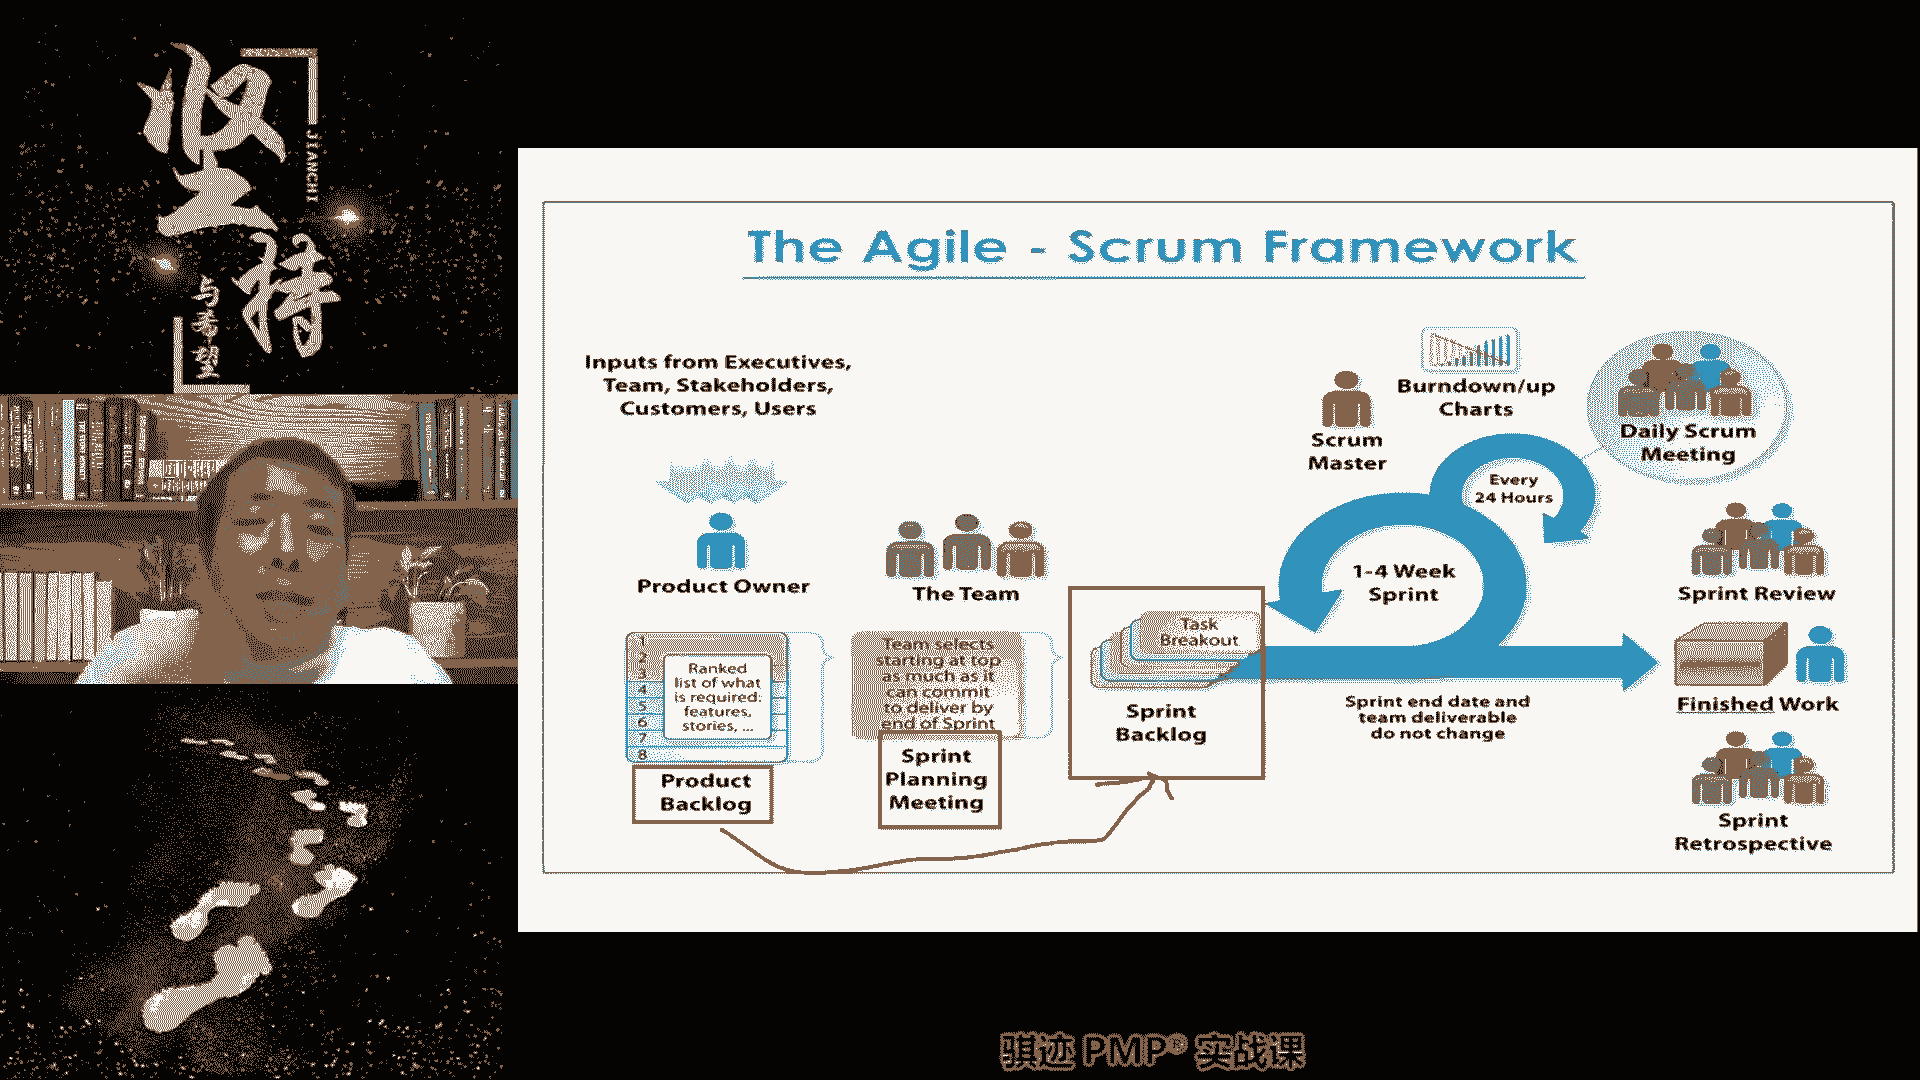 坚
持
JIANCHI
与希望
The Agile - Scrum Framework
Inputs from Executives,
Team, Stakeholders,
Customers, Users
Product Owner
The Team
1
2
3
4
5
6
7
8
Ranked
list of what
is required:
features,
stories, ...
Product
Backlog
Team selects
starting at top
as much as it
can commit
to deliver by
end of Sprint
Sprint
Planning
Meeting
Task
Breakout
Sprint
Backlog
Scrum
Master
Burndown/up
Charts
Every
24 Hours
1-4 Week
Sprint
Sprint end date and
team deliverable
do not change
Daily Scrum
Meeting
Sprint Review
Finished Work
Sprint
Retrospective
骐迹 PMP® 实战课